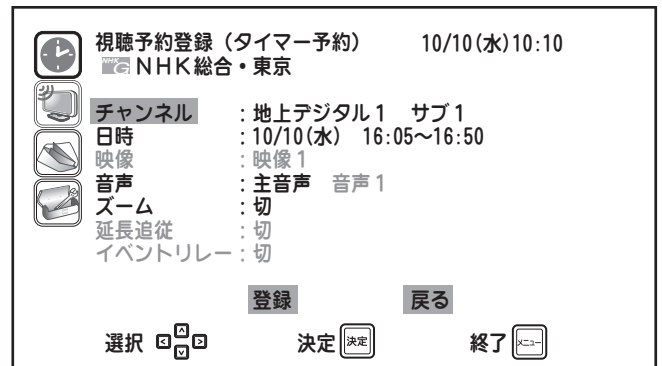 視聴予約登録（タイマー予約）　10/10(水)10:10
NHK G NHK総合・東京
チャンネル　：地上デジタル1　サブ1
日時　：10/10(水)　16:05～16:50
映像　：映像1
音声　：主音声　音声1
ズーム　：切
延長追従　：切
イベントリレー：切
登録　戻る
選択　決定 決定　終了 メニュー